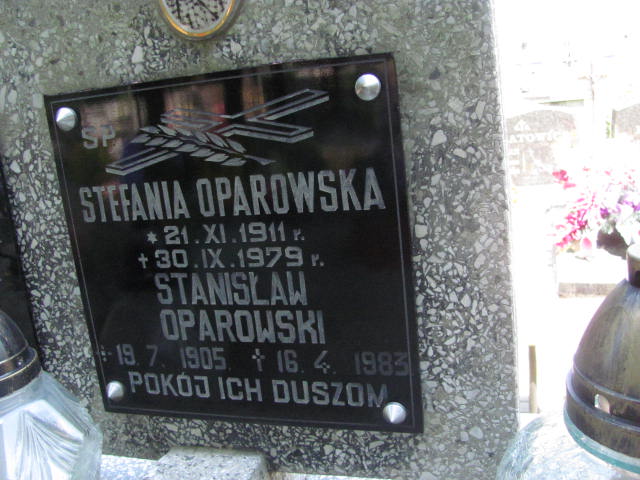 ŚP
STEFANIA OPAROWSKA
* 21. XI. 1911 r.
✝ 30. IX. 1979 r.
STANISŁAW
OPAROWSKI
* 19. 7. 1905. ✝ 16. 4. 1983
POKÓJ ICH DUSZOM